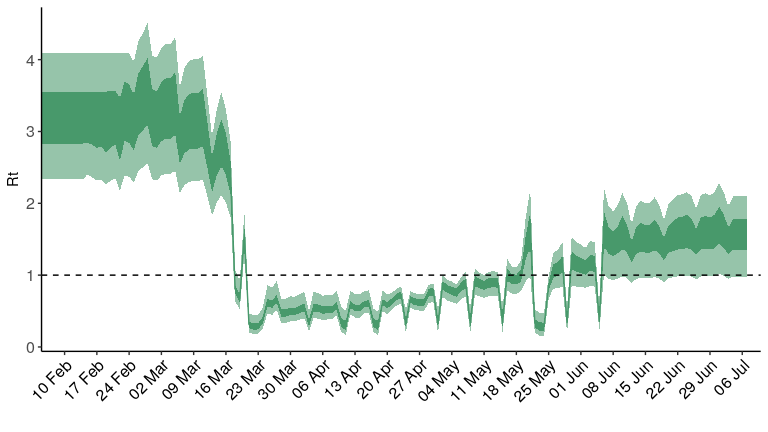 4
3
2
1
0
Rt
10 Feb
17 Feb
24 Feb
02 Mar
09 Mar
16 Mar
23 Mar
30 Mar
06 Apr
13 Apr
20 Apr
27 Apr
04 May
11 May
18 May
25 May
01 Jun
08 Jun
15 Jun
22 Jun
29 Jun
06 Jul